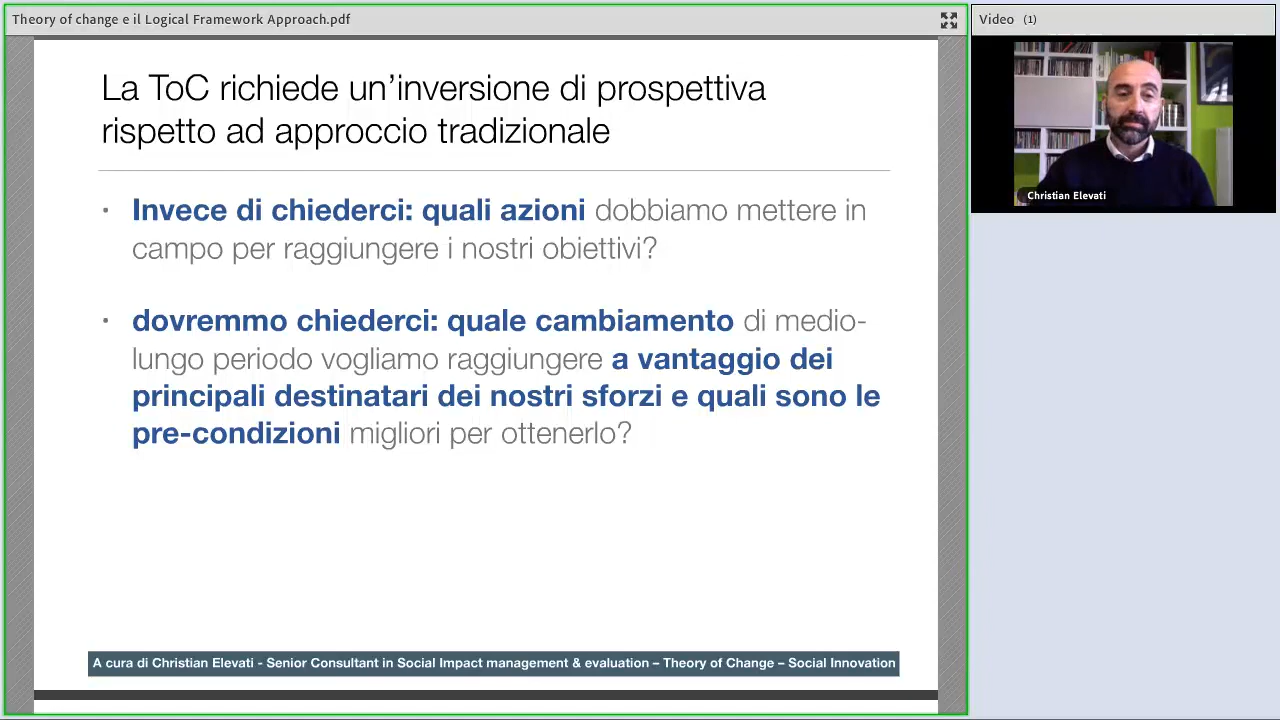 Theory of change e il Logical Framework Approach.pdf
Video (1)
La ToC richiede un’inversione di prospettiva
rispetto ad approccio tradizionale
• Invece di chiederci: quali azioni dobbiamo mettere in
campo per raggiungere i nostri obiettivi?
• dovremmo chiederci: quale cambiamento di medio-
lungo periodo vogliamo raggiungere a vantaggio dei
principali destinatari dei nostri sforzi e quali sono le
pre-condizioni migliori per ottenerlo?
A cura di Christian Elevati - Senior Consultant in Social Impact management & evaluation – Theory of Change – Social Innovation
Christian Elevati